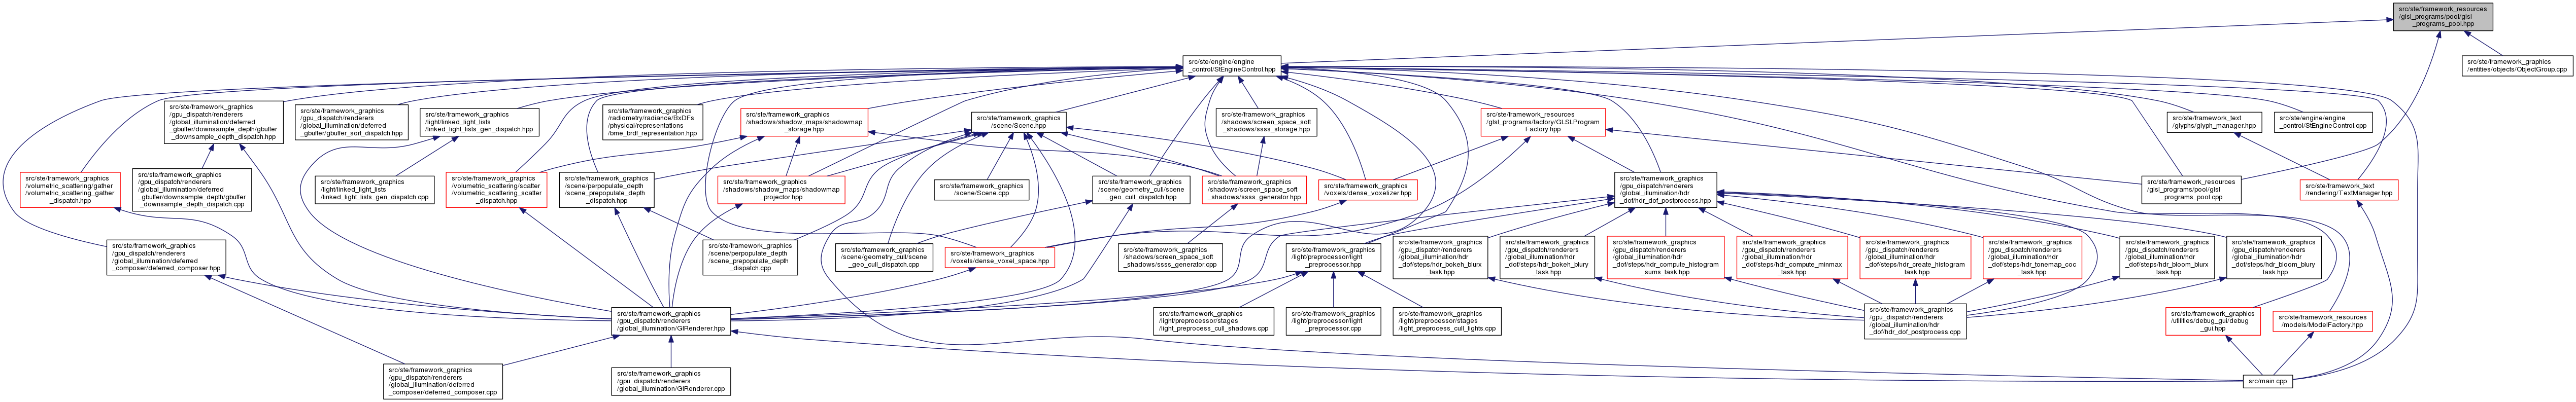 src/ste/framework_resources
/glsl_programs/pool/glsl
_programs_pool.hpp
src/ste/engine/engine
_control/StEngineControl.hpp
src/ste/framework_graphics
/entities/objects/ObjectGroup.cpp
src/ste/framework_graphics
/gpu_dispatch/renderers
/global_illumination/deferred
_gbuffer/downsample_depth/gbuffer
_downsample_depth_dispatch.hpp
src/ste/framework_graphics
/gpu_dispatch/renderers
/global_illumination/deferred
_gbuffer/gbuffer_sort_dispatch.hpp
src/ste/framework_graphics
/light/linked_light_lists
/linked_light_lists_gen_dispatch.hpp
src/ste/framework_graphics
/radiometry/radiance/BxDFs
/physical/representations
/bme_brdf_representation.hpp
src/ste/framework_graphics
/shadows/shadow_maps/shadowmap
_storage.hpp
src/ste/framework_graphics
/scene/Scene.hpp
src/ste/framework_graphics
/shadows/screen_space_soft
_shadows/ssss_storage.hpp
src/ste/framework_resources
/glsl_programs/factory/GLSLProgram
Factory.hpp
src/ste/framework_text
/glyphs/glyph_manager.hpp
src/ste/engine/engine
_control/StEngineControl.cpp
src/ste/framework_graphics
/volumetric_scattering/gather
/volumetric_scattering_gather
_dispatch.hpp
src/ste/framework_graphics
/gpu_dispatch/renderers
/global_illumination/deferred
_gbuffer/downsample_depth/gbuffer
_downsample_depth_dispatch.cpp
src/ste/framework_graphics
/light/linked_light_lists
/linked_light_lists_gen_dispatch.cpp
src/ste/framework_graphics
/volumetric_scattering/scatter
/volumetric_scattering_scatter
_dispatch.hpp
src/ste/framework_graphics
/scene/perpopulate_depth
/scene_prepopulate_depth
_dispatch.hpp
src/ste/framework_graphics
/shadows/shadow_maps/shadowmap
_projector.hpp
src/ste/framework_graphics
/scene/Scene.cpp
src/ste/framework_graphics
/scene/geometry_cull/scene
_geo_cull_dispatch.hpp
src/ste/framework_graphics
/shadows/screen_space_soft
_shadows/ssss_generator.hpp
src/ste/framework_graphics
/voxels/dense_voxelizer.hpp
src/ste/framework_graphics
/gpu_dispatch/renderers
/global_illumination/hdr
_dof/hdr_dof_postprocess.hpp
src/ste/framework_resources
/glsl_programs/pool/glsl
_programs_pool.cpp
src/ste/framework_text
/rendering/TextManager.hpp
src/ste/framework_graphics
/gpu_dispatch/renderers
/global_illumination/deferred
_composer/deferred_composer.hpp
src/ste/framework_graphics
/scene/perpopulate_depth
/scene_prepopulate_depth
_dispatch.cpp
src/ste/framework_graphics
/scene/geometry_cull/scene
_geo_cull_dispatch.cpp
src/ste/framework_graphics
/voxels/dense_voxel_space.hpp
src/ste/framework_graphics
/shadows/screen_space_soft
_shadows/ssss_generator.cpp
src/ste/framework_graphics
/light/preprocessor/light
_preprocessor.hpp
src/ste/framework_graphics
/gpu_dispatch/renderers
/global_illumination/hdr
_dof/steps/hdr_bokeh_blurx
_task.hpp
src/ste/framework_graphics
/gpu_dispatch/renderers
/global_illumination/hdr
_dof/steps/hdr_bokeh_blury
_task.hpp
src/ste/framework_graphics
/gpu_dispatch/renderers
/global_illumination/hdr
_dof/steps/hdr_compute_histogram
_sums_task.hpp
src/ste/framework_graphics
/gpu_dispatch/renderers
/global_illumination/hdr
_dof/steps/hdr_compute_minmax
_task.hpp
src/ste/framework_graphics
/gpu_dispatch/renderers
/global_illumination/hdr
_dof/steps/hdr_create_histogram
_task.hpp
src/ste/framework_graphics
/gpu_dispatch/renderers
/global_illumination/hdr
_dof/steps/hdr_tonemap_coc
_task.hpp
src/ste/framework_graphics
/gpu_dispatch/renderers
/global_illumination/hdr
_dof/steps/hdr_bloom_blurx
_task.hpp
src/ste/framework_graphics
/gpu_dispatch/renderers
/global_illumination/hdr
_dof/steps/hdr_bloom_blury
_task.hpp
src/ste/framework_graphics
/gpu_dispatch/renderers
/global_illumination/GIRenderer.hpp
src/ste/framework_graphics
/light/preprocessor/stages
/light_preprocess_cull_shadows.cpp
src/ste/framework_graphics
/light/preprocessor/light
_preprocessor.cpp
src/ste/framework_graphics
/light/preprocessor/stages
/light_preprocess_cull_lights.cpp
src/ste/framework_graphics
/gpu_dispatch/renderers
/global_illumination/hdr
_dof/hdr_dof_postprocess.cpp
src/ste/framework_graphics
/utilities/debug_gui/debug
_gui.hpp
src/ste/framework_resources
/models/ModelFactory.hpp
src/ste/framework_graphics
/gpu_dispatch/renderers
/global_illumination/deferred
_composer/deferred_composer.cpp
src/ste/framework_graphics
/gpu_dispatch/renderers
/global_illumination/GIRenderer.cpp
src/main.cpp